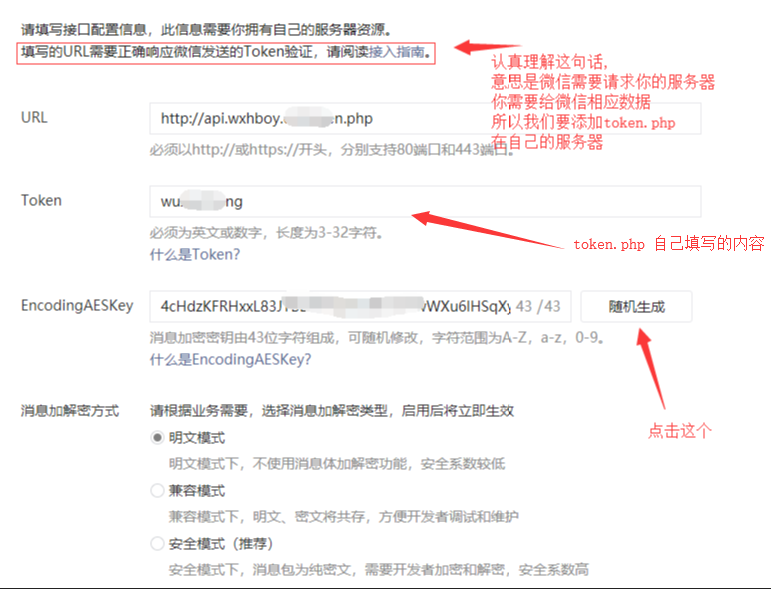 请填写接口配置信息，此信息需要你拥有自己的服务器资源。
填写的URL需要正确响应微信发送的Token验证，请阅读接入指南。
认真理解这句话,
意思是微信需要请求你的服务器
你需要给微信相应数据
所以我们要添加token.php
在自己的服务器
URL
http://api.wxhboy. n.php
必须以http://或https://开头，分别支持80端口和443端口。
Token
wu ng
必须为英文或数字，长度为3-32字符。
什么是Token?
token.php 自己填写的内容
EncodingAESKey
4cHdzKFRHxxL83J WXu6lHSqXy 43 /43
随机生成
消息加密密钥由43位字符组成，可随机修改，字符范围为A-Z，a-z，0-9。
什么是EncodingAESKey?
点击这个
消息加解密方式
请根据业务需要，选择消息加解密类型，启用后将立即生效
明文模式
明文模式下，不使用消息体加解密功能，安全系数较低
兼容模式
兼容模式下，明文、密文将共存，方便开发者调试和维护
安全模式（推荐）
安全模式下，消息包为纯密文，需要开发者加密和解密，安全系数高